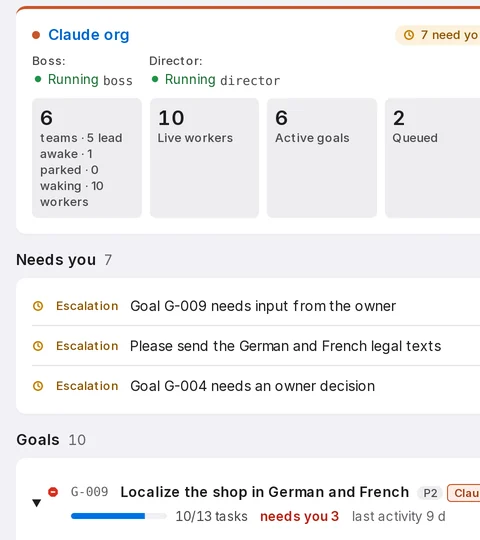 Claude org
7 need yo
Boss:
Director:
Running boss
Running director
6
teams · 5 lead
awake · 1
parked · 0
waking · 10
workers
10
Live workers
6
Active goals
2
Queued
Needs you 7
Escalation Goal G-009 needs input from the owner
Escalation Please send the German and French legal texts
Escalation Goal G-004 needs an owner decision
Goals 10
G-009 Localize the shop in German and French P2 Clau
10/13 tasks needs you 3 last activity 9 d